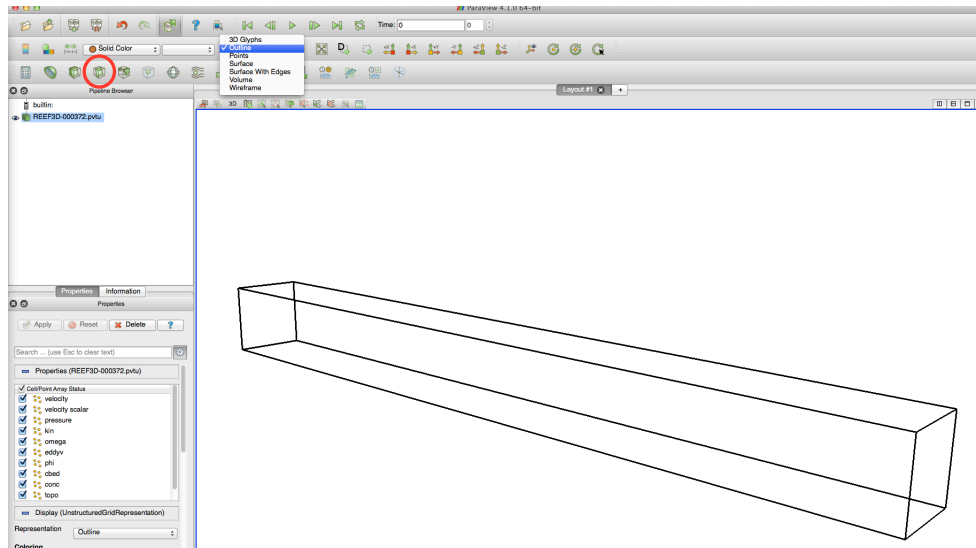 ParaView 4.1.0 64-bit
Time: 0
0
Solid Color
3D Glyphs
Outline
Points
Surface
Surface With Edges
Volume
Wireframe
Pipeline Browser
Layout #1
+
builtin:
3D
REEF3D-000372.pvtu
Properties
Information
Properties
Apply
Reset
Delete
?
Search ... (use Esc to clear text)
Properties (REEF3D-000372.pvtu)
Cell/Point Array Status
velocity
velocity scalar
pressure
kin
omega
eddyv
phi
cbed
conc
topo
Display (UnstructuredGridRepresentation)
Representation
Outline
Coloring